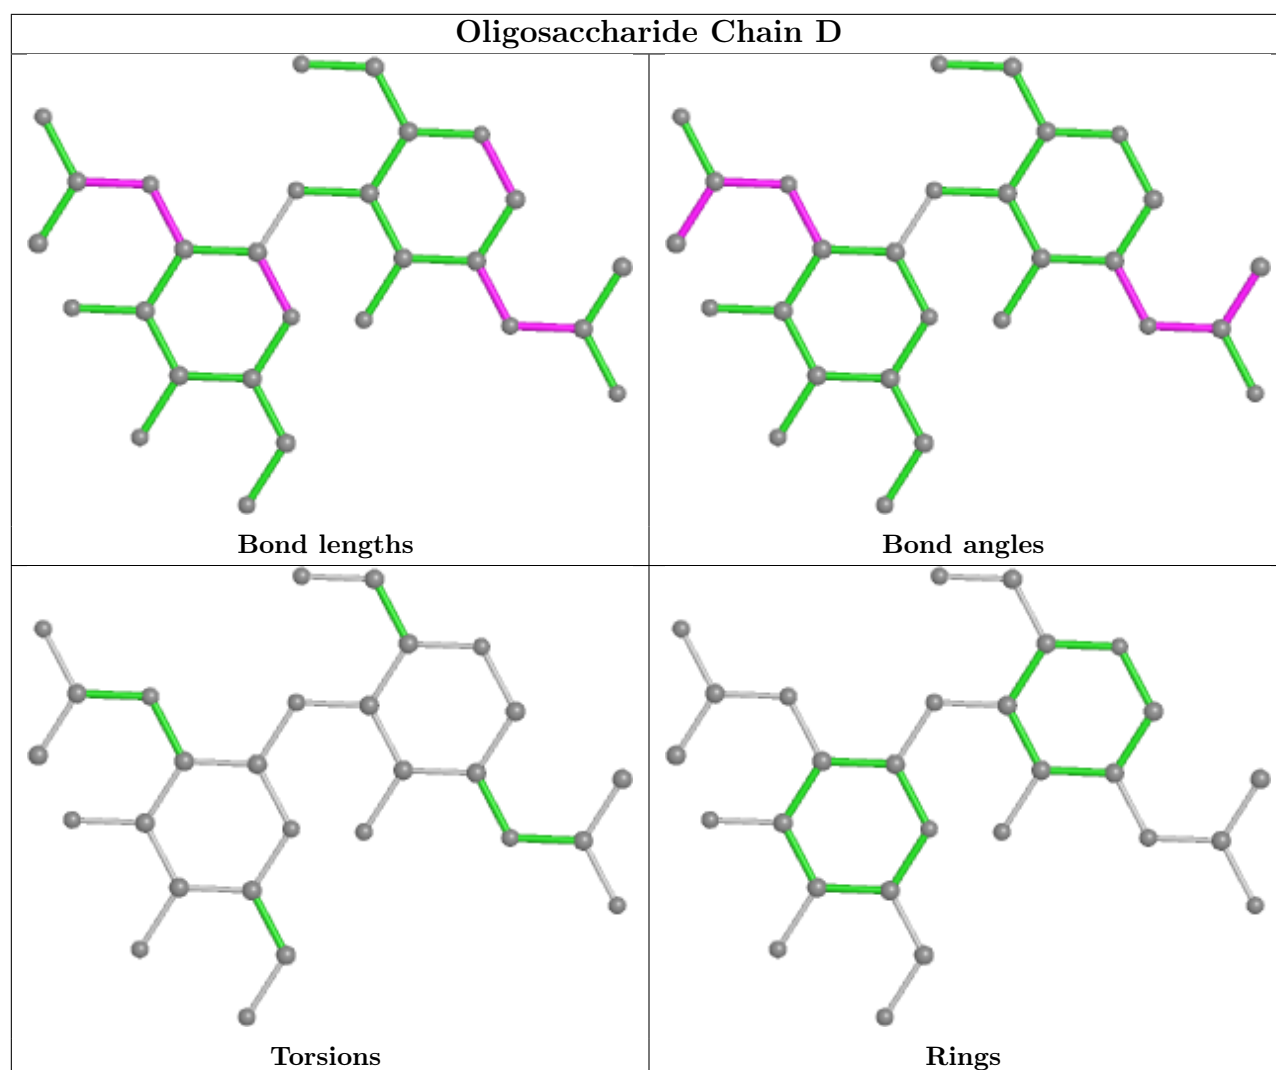 Oligosaccharide Chain D
Bond lengths
Bond angles
Torsions
Rings